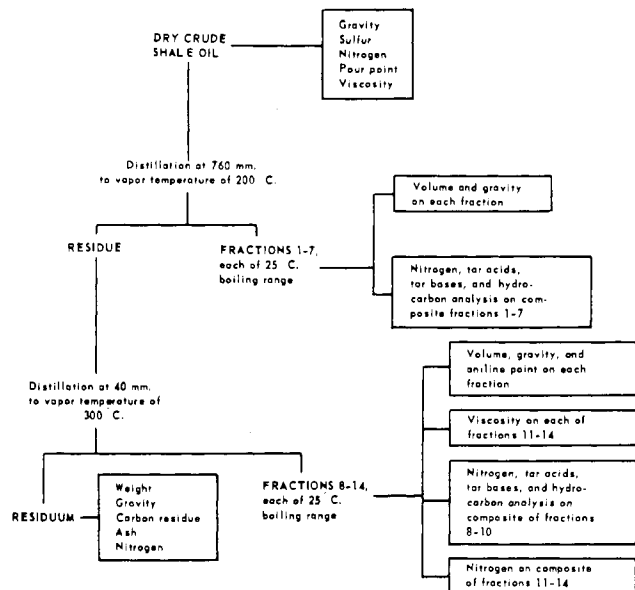 DRY CRUDE
SHALE OIL
Gravity
Sulfur
Nitrogen
Pour point
Viscosity
Distillation at 760 mm.
to vapor temperature of 200 C.
Volume and gravity
on each fraction
RESIDUE
FRACTIONS 1-7,
each of 25 C.
boiling range
Nitrogen, tar acids,
tar bases, and hydro-
carbon analysis on com-
posite fractions 1-7
Distillation at 40 mm.
to vapor temperature of
300 C.
Volume, gravity, and
aniline point on each
fraction
Viscosity on each of
fractions 11-14
RESIDUUM
Weight
Gravity
Carbon residue
Ash
Nitrogen
FRACTIONS 8-14,
each of 25 C.
boiling range
Nitrogen, tar acids,
tar bases, and hydro-
carbon analysis on
composite of fractions
8-10
Nitrogen on composite
of fractions 11-14